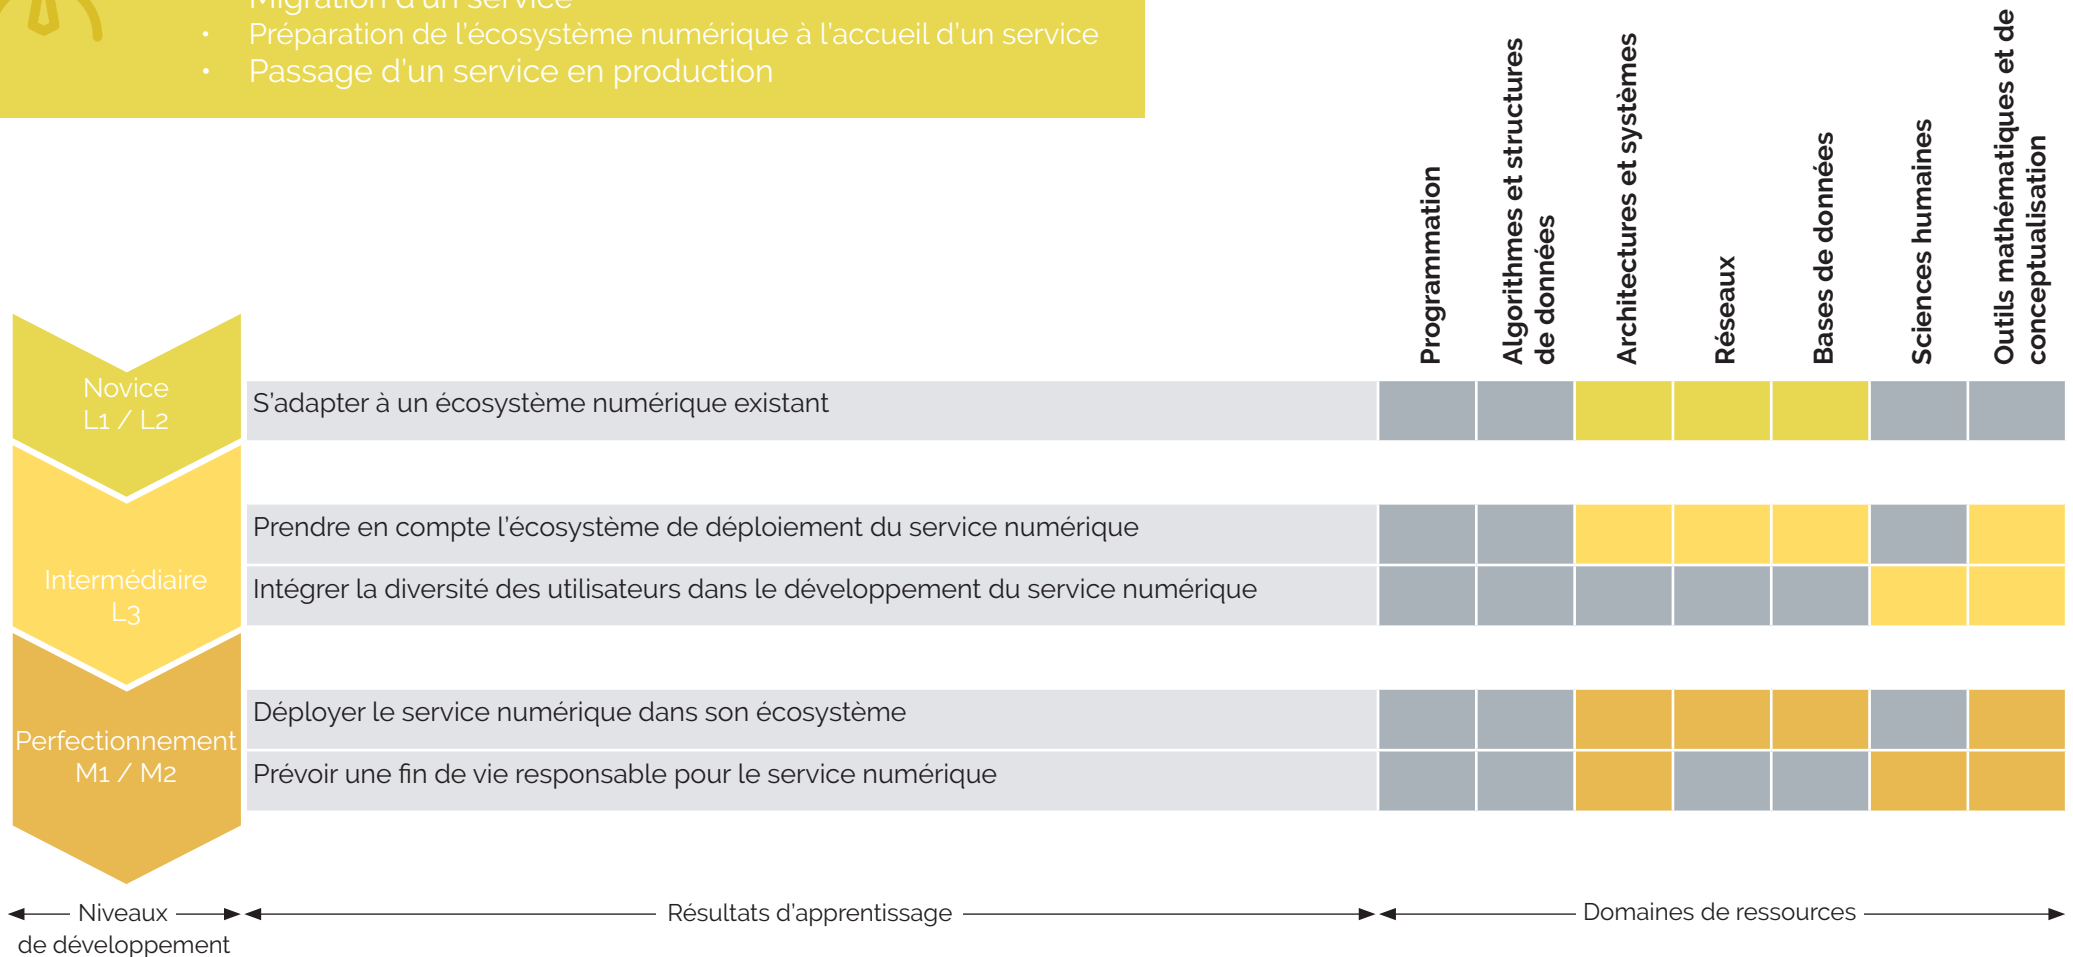 Migration d'un service
• Préparation de l'écosystème numérique à l'accueil d'un service
• Passage d'un service en production
Programmation
Algorithmes et structures
de données
Architectures et systèmes
Réseaux
Bases de données
Sciences humaines
Outils mathématiques et de
conceptualisation
Novice
L1 / L2
S'adapter à un écosystème numérique existant
Intermédiaire
L3
Prendre en compte l'écosystème de déploiement du service numérique
Intégrer la diversité des utilisateurs dans le développement du service numérique
Perfectionnement
M1 / M2
Déployer le service numérique dans son écosystème
Prévoir une fin de vie responsable pour le service numérique
Niveaux
de développement
Résultats d'apprentissage
Domaines de ressources